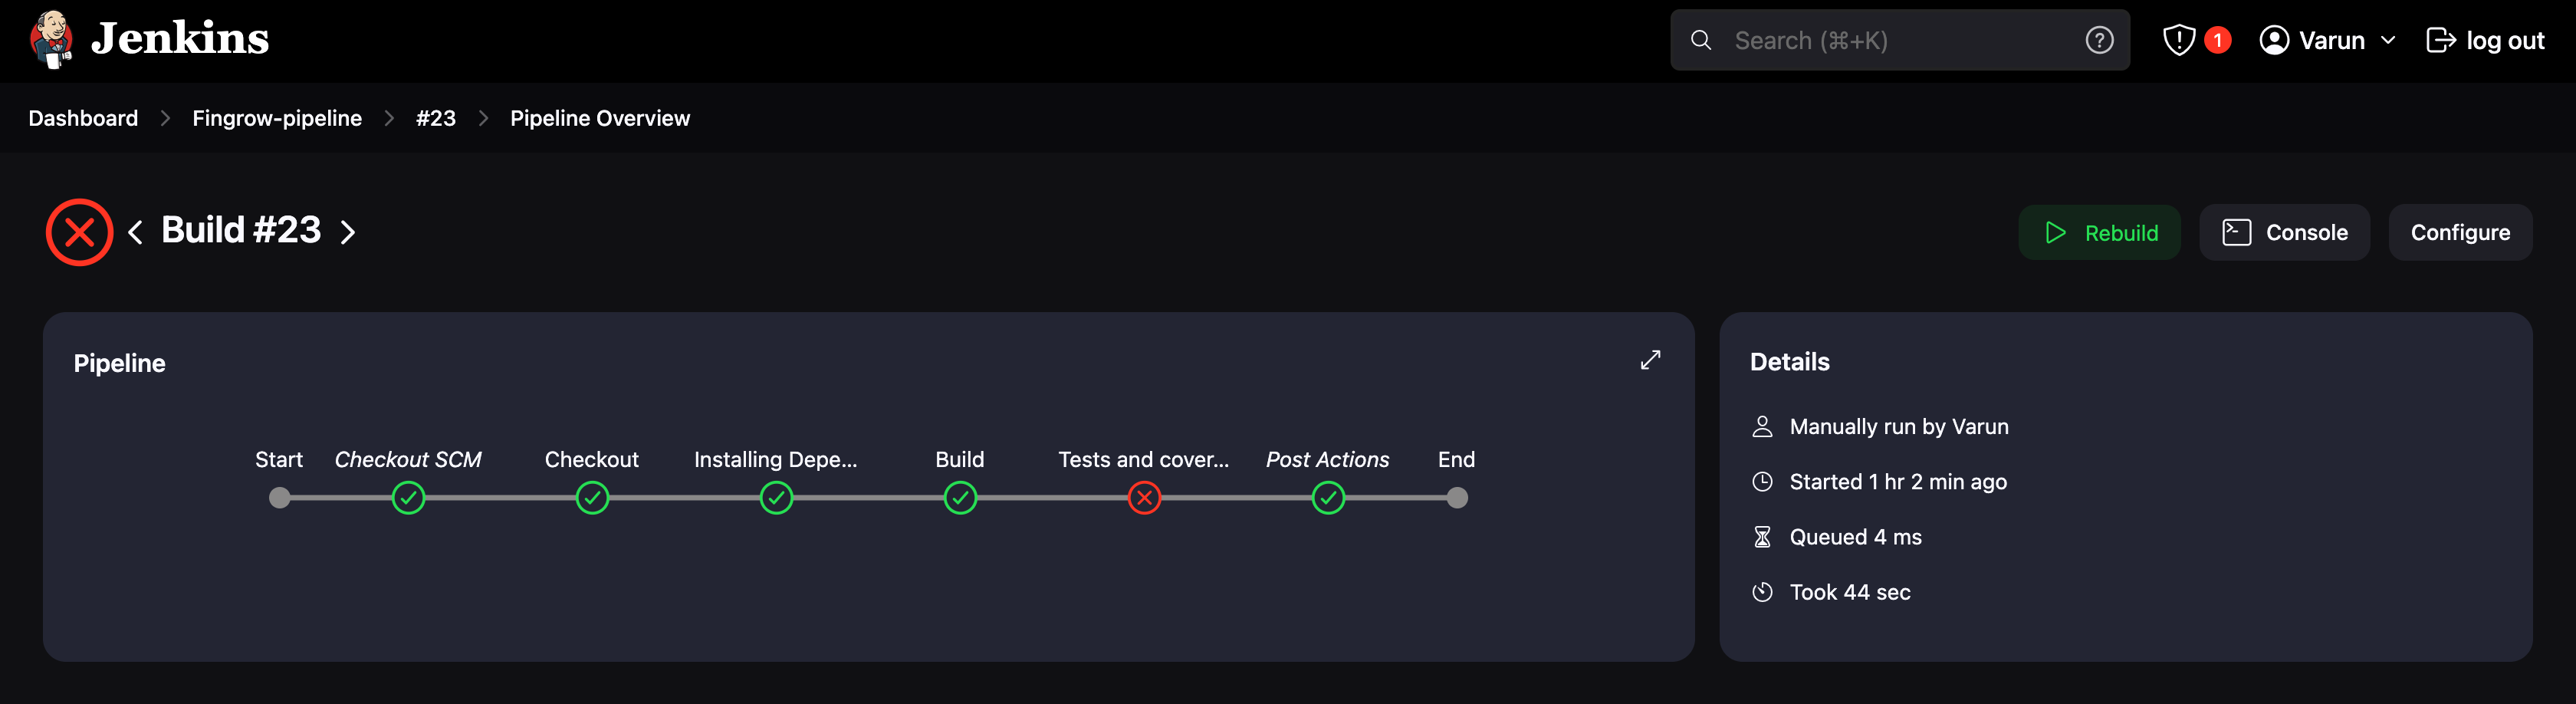 Jenkins
Search (⌘+K)
1
Varun
log out
Dashboard
Fingrow-pipeline
#23
Pipeline Overview
Build #23
Rebuild
Console
Configure
Pipeline
Start
Checkout SCM
Checkout
Installing Depe...
Build
Tests and cover...
Post Actions
End
Details
Manually run by Varun
Started 1 hr 2 min ago
Queued 4 ms
Took 44 sec